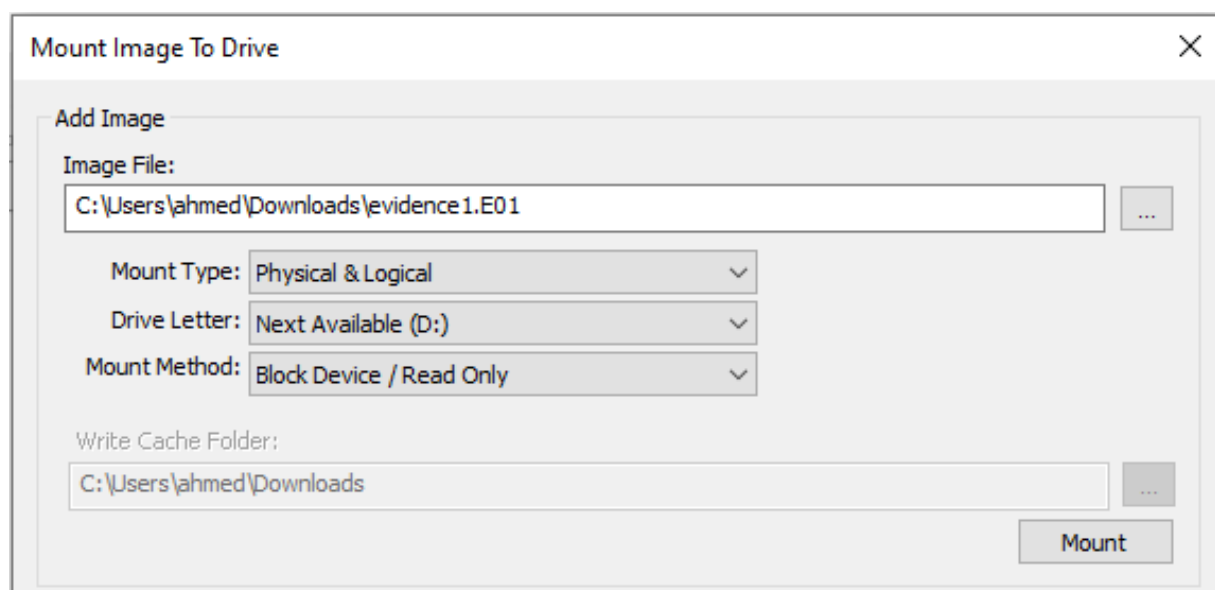 Mount Image To Drive
Add Image
Image File:
C:\Users\ahmed\Downloads\evidence1.E01
...
Mount Type: Physical & Logical
Drive Letter: Next Available (D:)
Mount Method: Block Device / Read Only
Write Cache Folder:
C:\Users\ahmed\Downloads
...
Mount